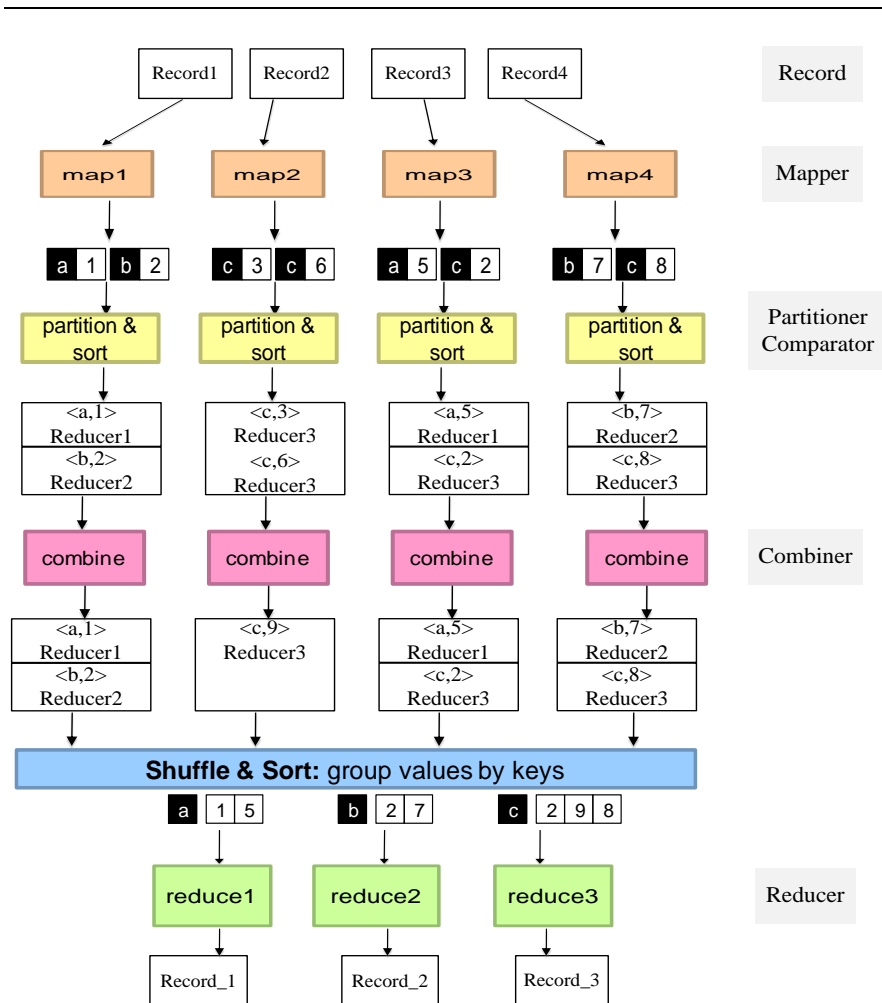 Record1 Record2 Record3 Record4 Record
map1 map2 map3 map4 Mapper
a 1 b 2 c 3 c 6 a 5 c 2 b 7 c 8
partition & sort partition & sort partition & sort partition & sort Partitioner Comparator
<a,1>
Reducer1
<b,2>
Reducer2
<c,3>
Reducer3
<c,6>
Reducer3
<a,5>
Reducer1
<c,2>
Reducer3
<b,7>
Reducer2
<c,8>
Reducer3
combine combine combine combine Combiner
<a,1>
Reducer1
<b,2>
Reducer2
<c,9>
Reducer3
<a,5>
Reducer1
<c,2>
Reducer3
<b,7>
Reducer2
<c,8>
Reducer3
Shuffle & Sort: group values by keys
a 1 5 b 2 7 c 2 9 8
reduce1 reduce2 reduce3 Reducer
Record_1 Record_2 Record_3